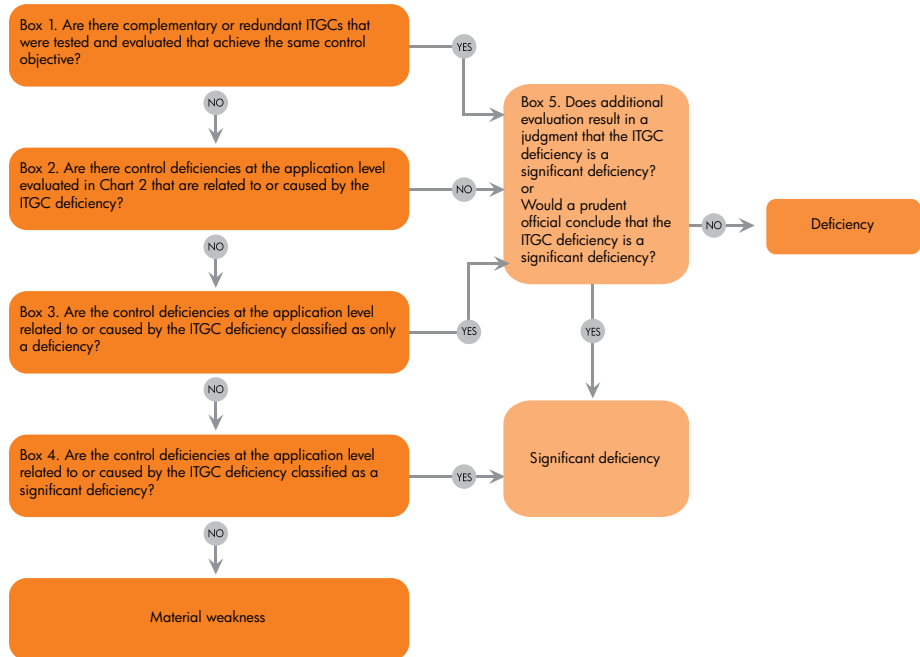 Box 1. Are there complementary or redundant ITGCs that
were tested and evaluated that achieve the same control
objective?
YES
NO
Box 2. Are there control deficiencies at the application level
evaluated in Chart 2 that are related to or caused by the
ITGC deficiency?
NO
NO
Box 3. Are the control deficiencies at the application level
related to or caused by the ITGC deficiency classified as only
a deficiency?
YES
NO
Box 4. Are the control deficiencies at the application level
related to or caused by the ITGC deficiency classified as a
significant deficiency?
YES
NO
Material weakness
Box 5. Does additional
evaluation result in a
judgment that the ITGC
deficiency is a
significant deficiency?
or
Would a prudent
official conclude that the
ITGC deficiency is a
significant deficiency?
NO
Deficiency
YES
Significant deficiency